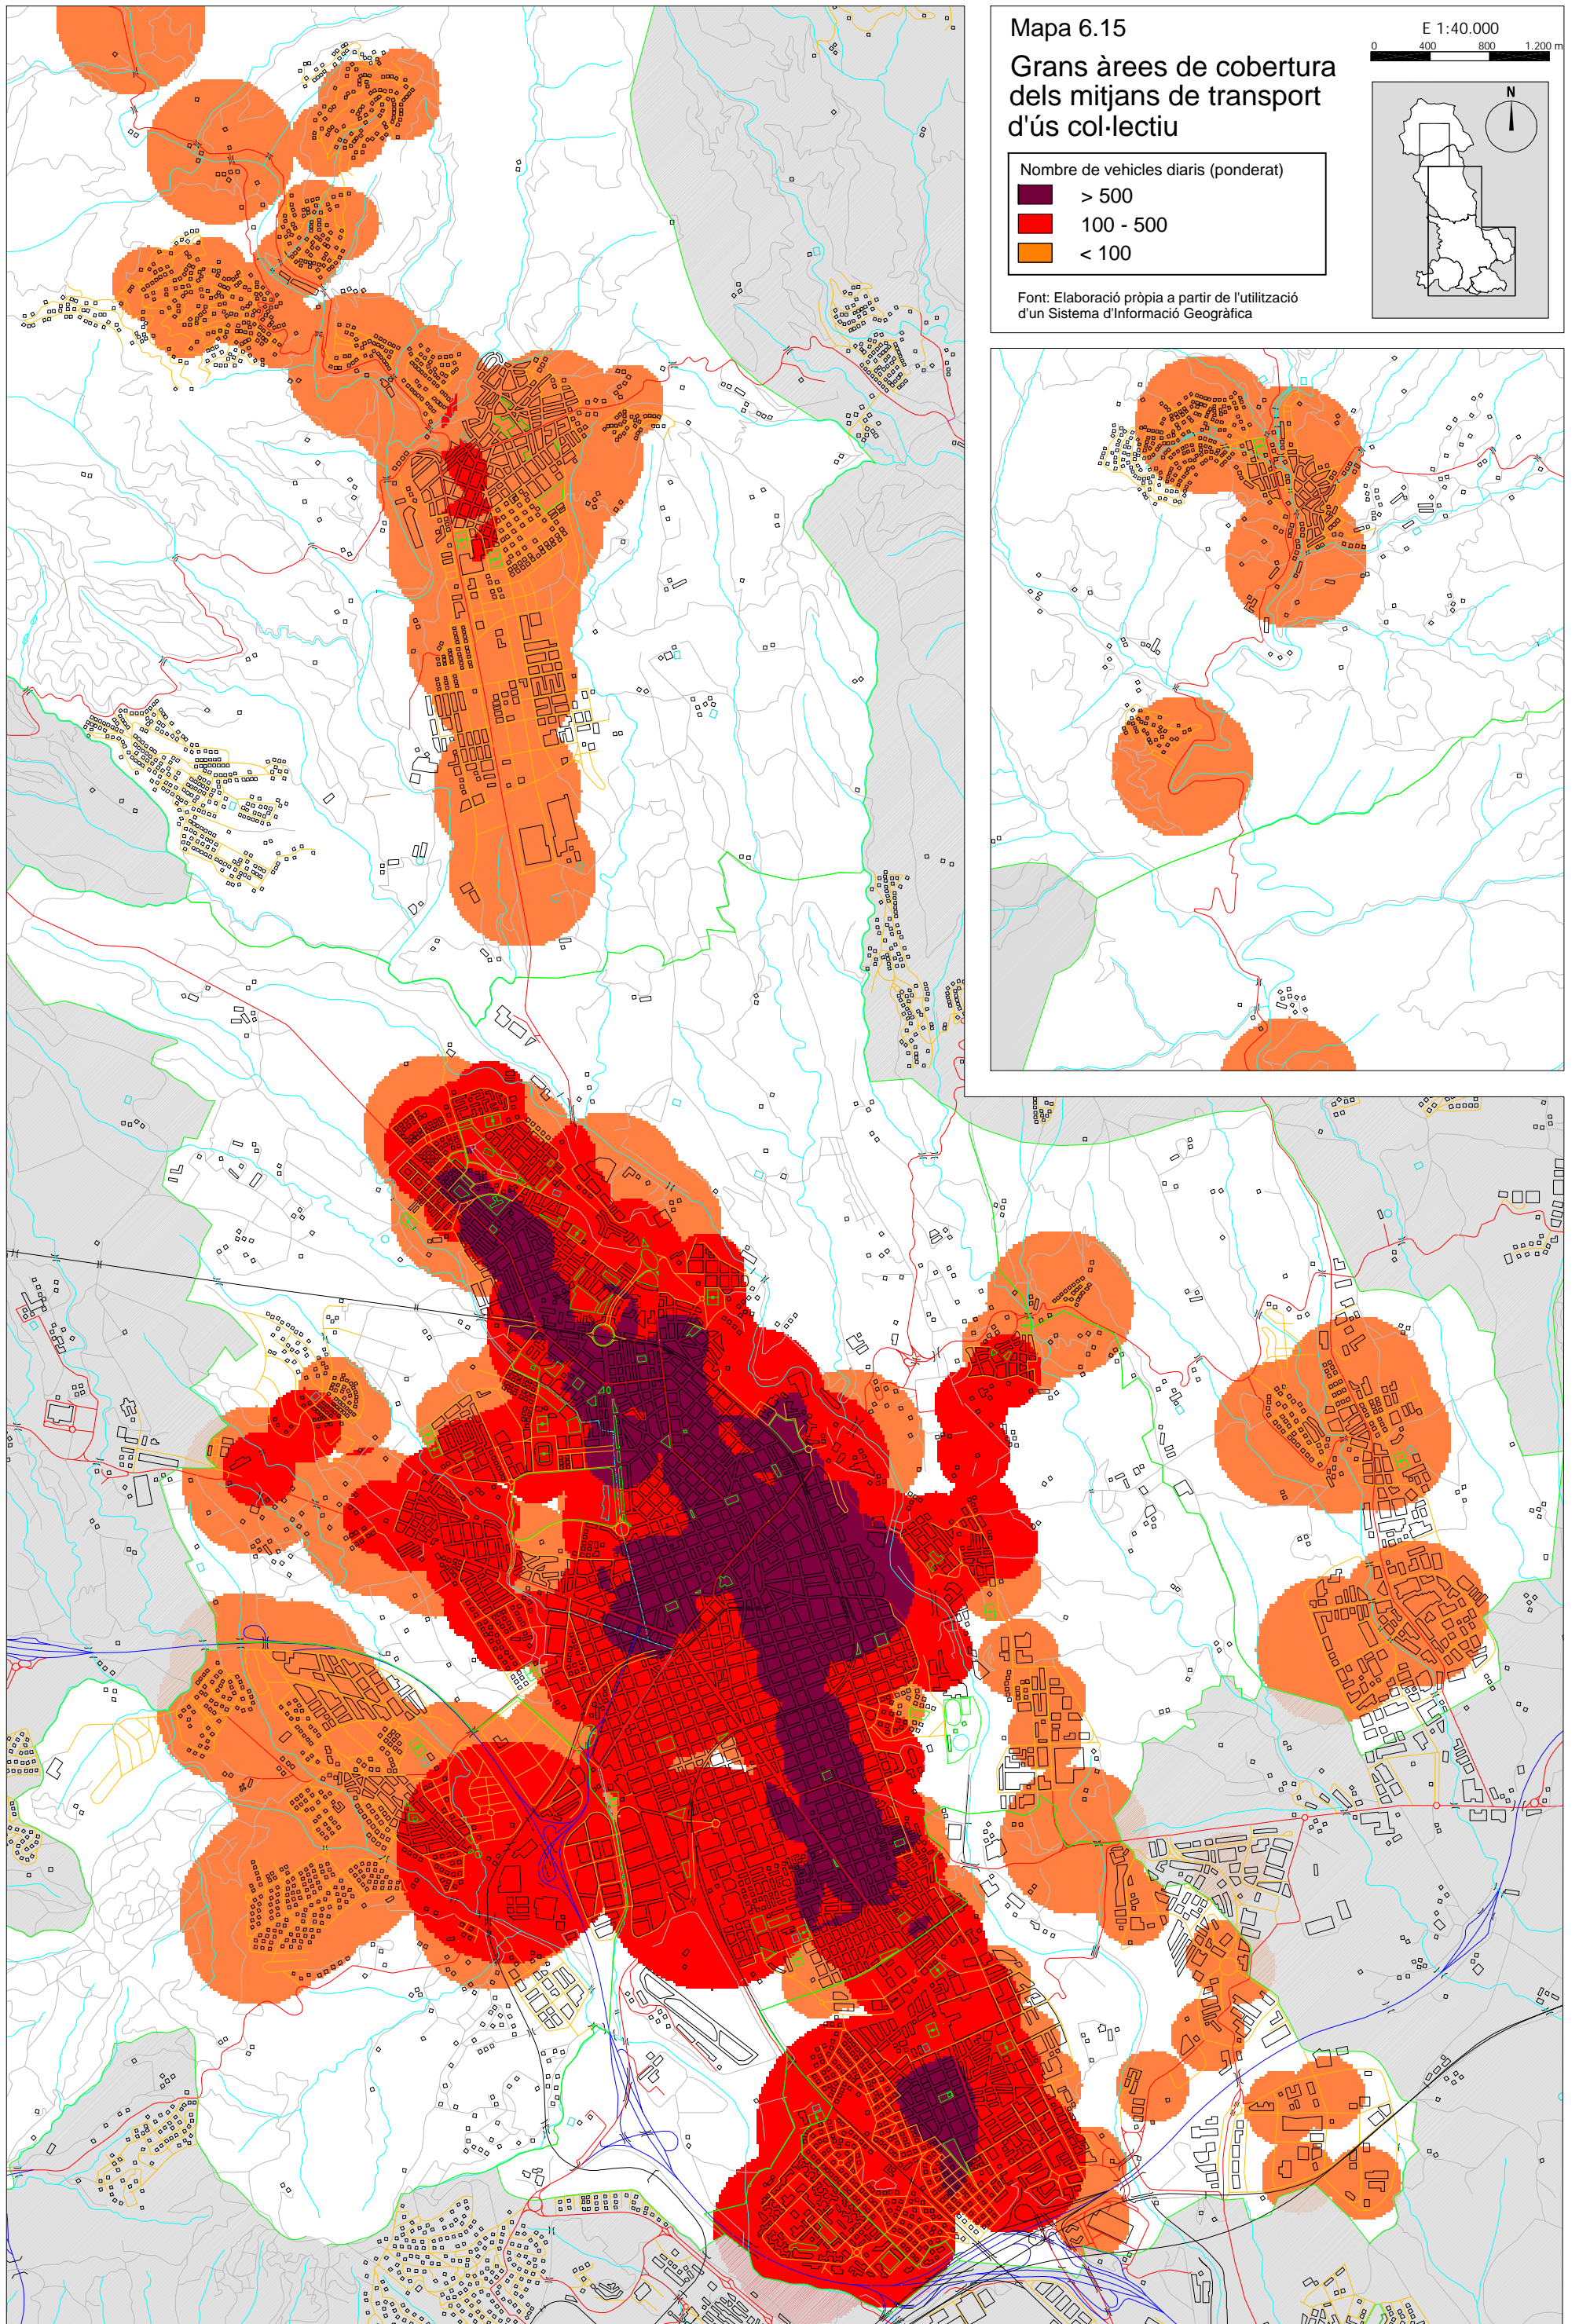 Mapa 6.15
Grans àrees de cobertura
dels mitjans de transport
d'ús col·lectiu
Nombre de vehicles diaris (ponderat)
> 500
100 - 500
< 100
Font: Elaboració pròpia a partir de l'utilització
d'un Sistema d'Informació Geogràfica
E 1:40.000
0 400 800 1.200 m
N